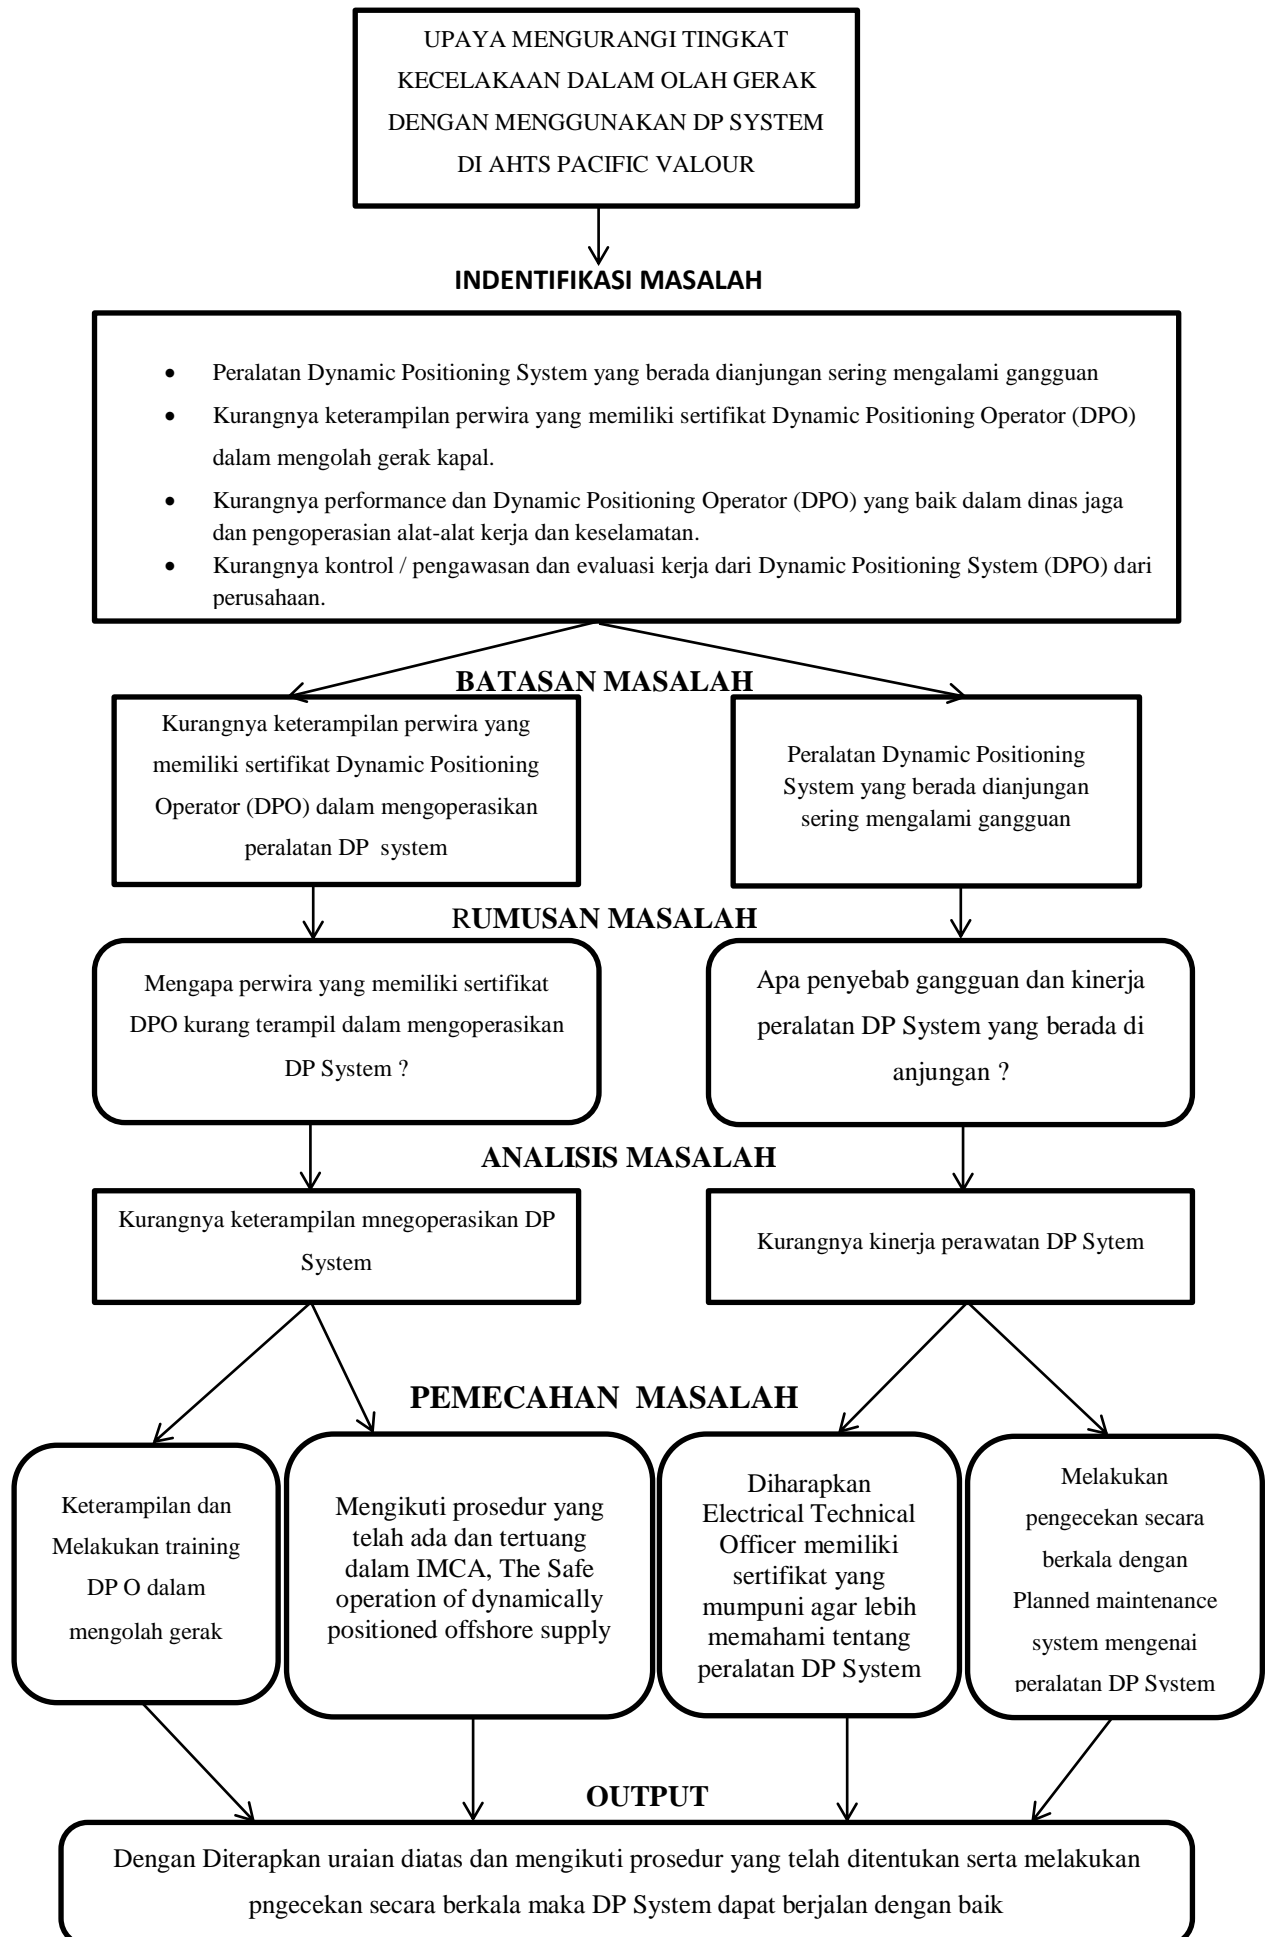 UPAYA MENGURANGI TINGKAT
KECELAKAAN DALAM OLAH GERAK
DENGAN MENGGUNAKAN DP SYSTEM
DI AHTS PACIFIC VALOUR
INDENTIFIKASI MASALAH
• Peralatan Dynamic Positioning System yang berada dianjungan sering mengalami gangguan
• Kurangnya keterampilan perwira yang memiliki sertifikat Dynamic Positioning Operator (DPO)
dalam mengolah gerak kapal.
• Kurangnya performance dan Dynamic Positioning Operator (DPO) yang baik dalam dinas jaga
dan pengoperasian alat-alat kerja dan keselamatan.
• Kurangnya kontrol / pengawasan dan evaluasi kerja dari Dynamic Positioning System (DPO) dari
perusahaan.
BATASAN MASALAH
Kurangnya keterampilan perwira yang
memiliki sertifikat Dynamic Positioning
Operator (DPO) dalam mengoperasikan
peralatan DP system
Peralatan Dynamic Positioning
System yang berada dianjungan
sering mengalami gangguan
RUMUSAN MASALAH
Mengapa perwira yang memiliki sertifikat
DPO kurang terampil dalam mengoperasikan
DP System ?
Apa penyebab gangguan dan kinerja
peralatan DP System yang berada di
anjungan ?
ANALISIS MASALAH
Kurangnya keterampilan mnegoperasikan DP
System
Kurangnya kinerja perawatan DP Sytem
PEMECAHAN MASALAH
Keterampilan dan
Melakukan training
DP O dalam
mengolah gerak
Mengikuti prosedur yang
telah ada dan tertuang
dalam IMCA, The Safe
operation of dynamically
positioned offshore supply
Diharapkan
Electrical Technical
Officer memiliki
sertifikat yang
mumpuni agar lebih
memahami tentang
peralatan DP System
Melakukan
pengecekan secara
berkala dengan
Planned maintenance
system mengenai
peralatan DP System
OUTPUT
Dengan Diterapkan uraian diatas dan mengikuti prosedur yang telah ditentukan serta melakukan
pngecekan secara berkala maka DP System dapat berjalan dengan baik